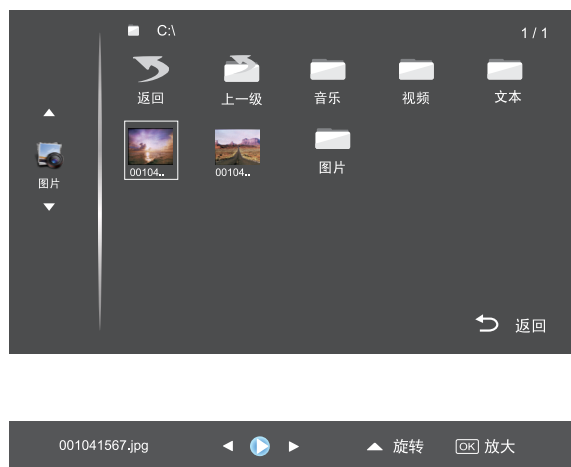 C:\ 1 / 1
返回 上一级 音乐 视频 文本
图片
00104.. 00104.. 图片
返回
001041567.jpg 旋转 OK 放大